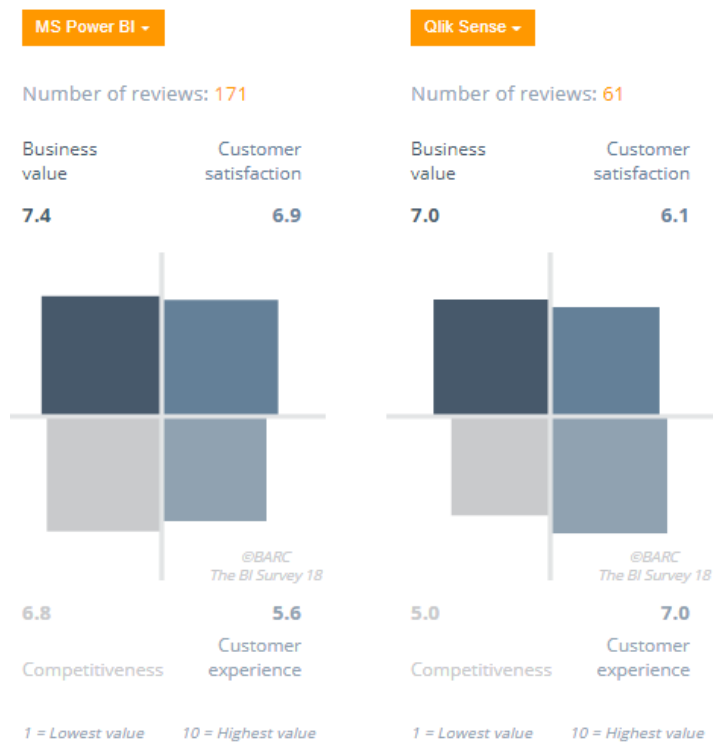 MS Power BI
Number of reviews: 171
Business value
Customer satisfaction
7.4
6.9
©BARC
The BI Survey 18
6.8
5.6
Competitiveness
Customer experience
1 = Lowest value
10 = Highest value
Qlik Sense
Number of reviews: 61
Business value
Customer satisfaction
7.0
6.1
©BARC
The BI Survey 18
5.0
7.0
Competitiveness
Customer experience
1 = Lowest value
10 = Highest value